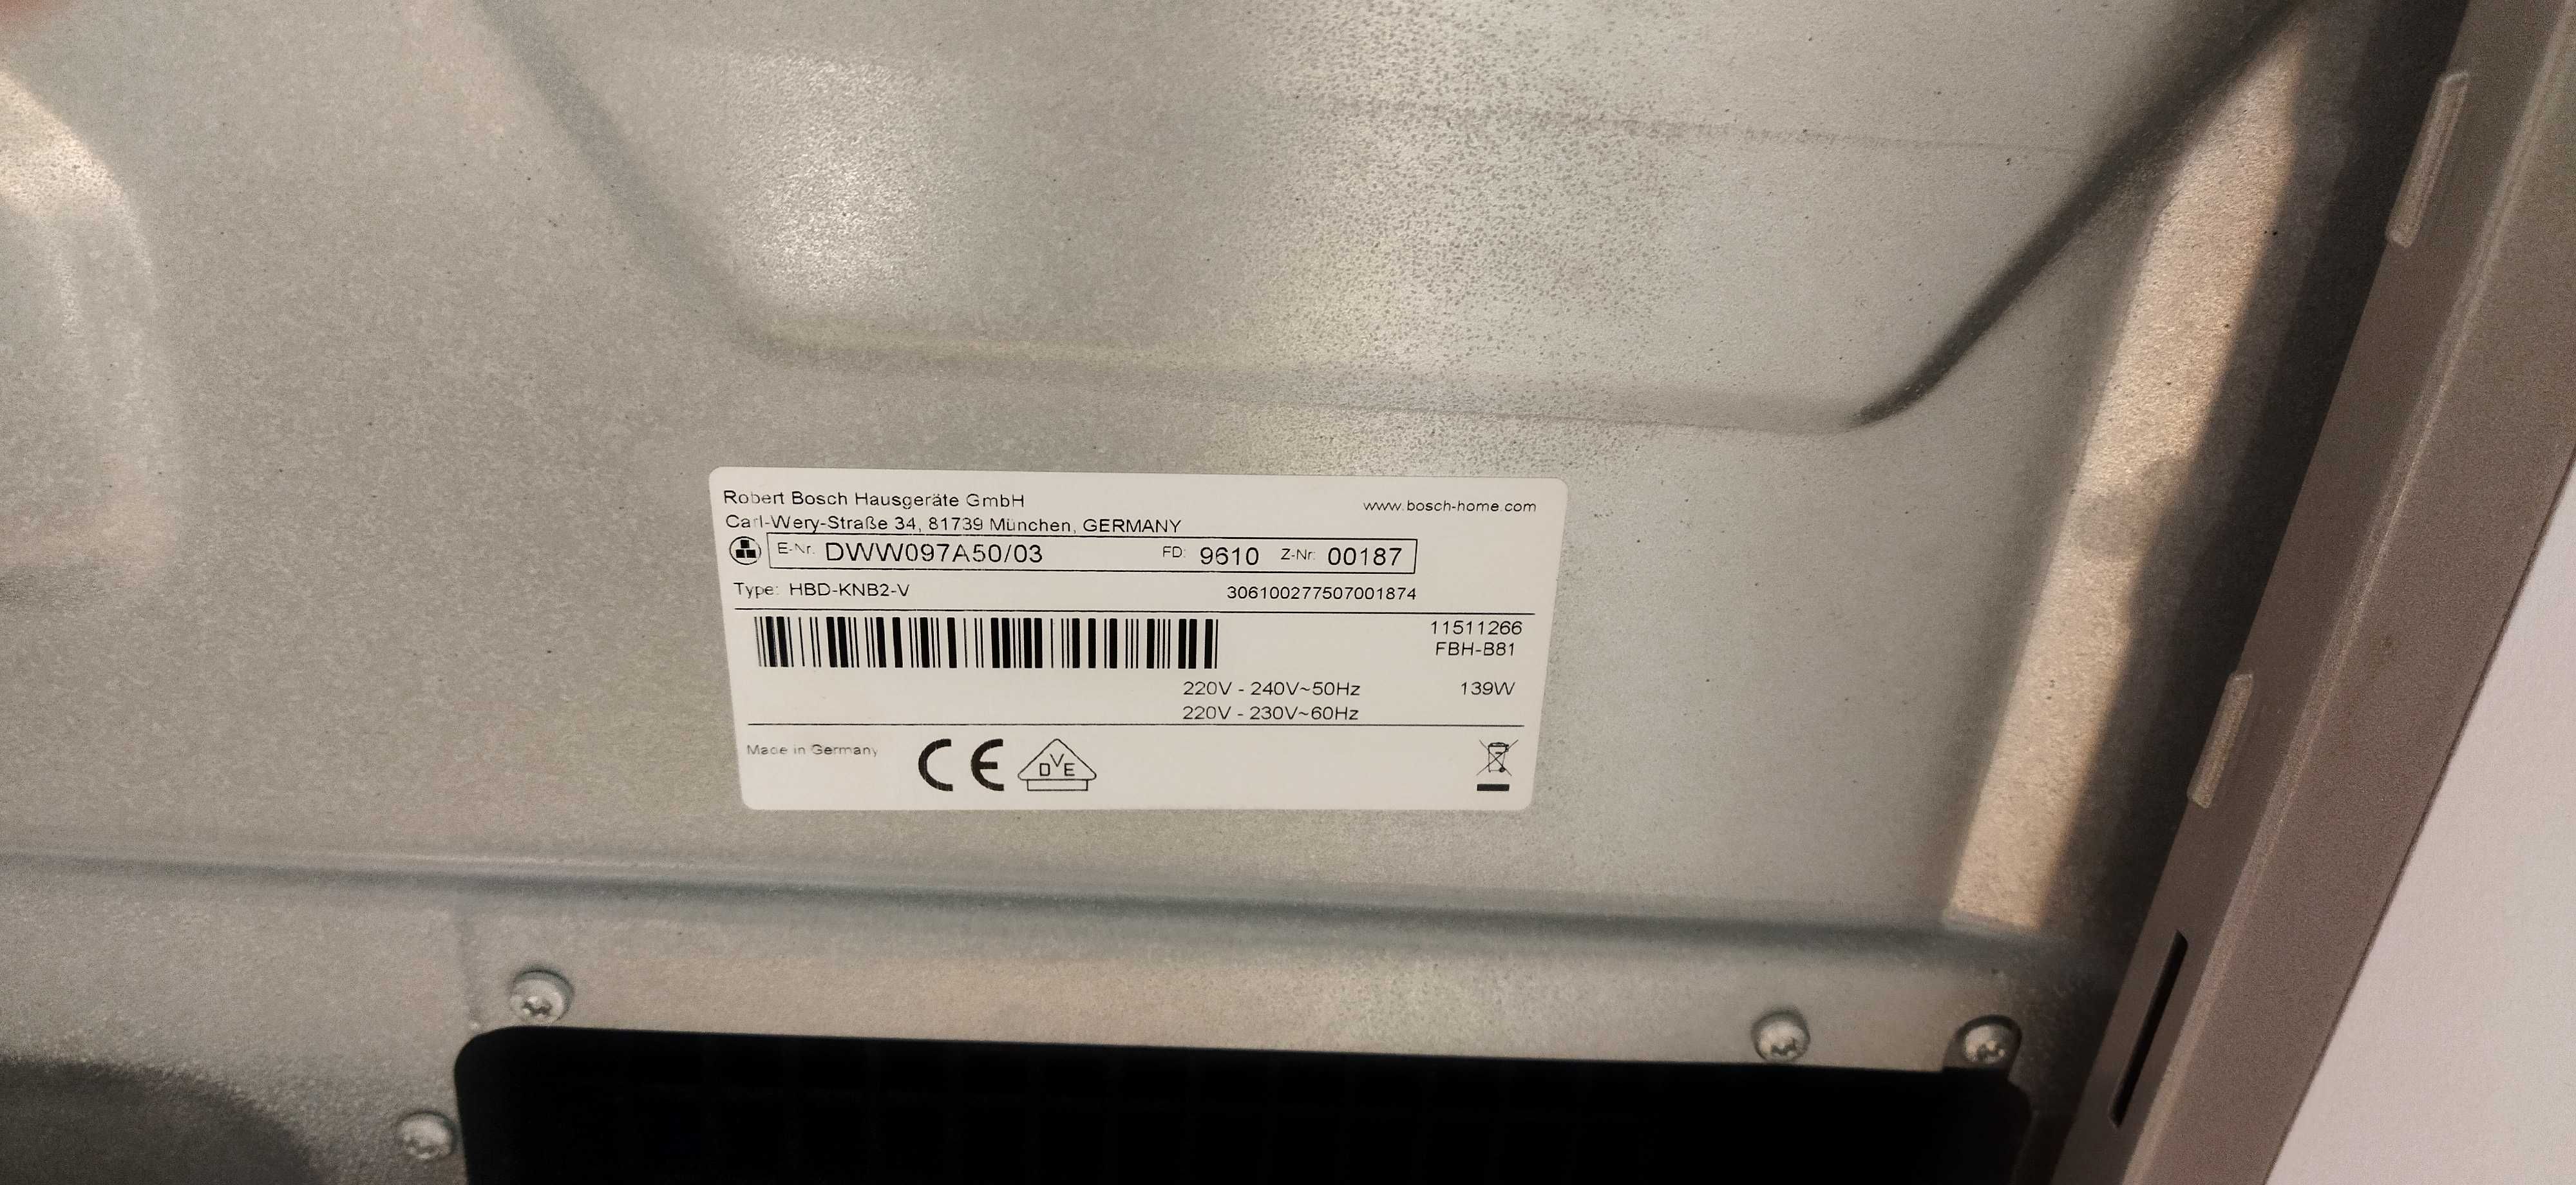 Robert Bosch Hausgeräte GmbH
www.bosch-home.com
Carl-Wery-Straße 34, 81739 München, GERMANY
E-Nr. DWW097A50/03 FD: 9610 Z-Nr: 00187
Type: HBD-KNB2-V 306100277507001874
11511266
FBH-B81
220V - 240V~50Hz 139W
220V - 230V~60Hz
Made in Germany CE DVE